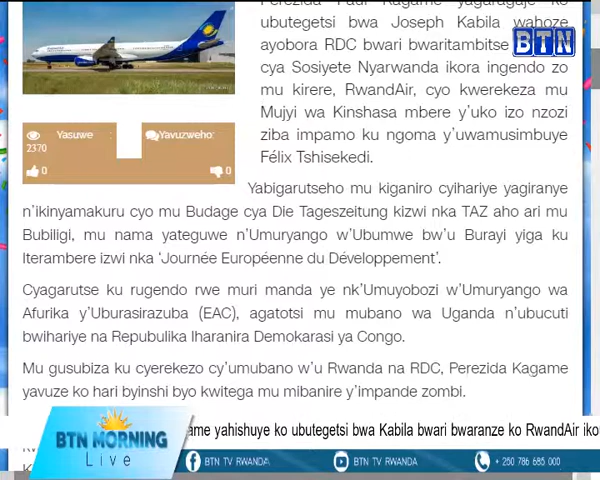 Perezida Paul Kagame yagaragaje ko
ubutegetsi bwa Joseph Kabila wahoze
ayobora RDC bwari bwaritambitse
BTN
cya Sosiyete Nyarwanda ikora ingendo zo
mu kirere, RwandAir, cyo kwerekeza mu
Mujyi wa Kinshasa mbere y’uko izo nzozi
ziba impamo ku ngoma y’uwamusimbuye
Félix Tshisekedi.
Yasuwe :
2370
Yavuzweho:
0
0
Yabigarutseho mu kiganiro cyihariye yagiranye
n’ikinyamakuru cyo mu Budage cya Die Tageszeitung kizwi nka TAZ aho ari mu
Bubiligi, mu nama yateguwe n’Umuryango w’Ubumwe bw’u Burayi yiga ku
Iterambere izwi nka ‘Journée Européenne du Développement’.
Cyagarutse ku rugendo rwe muri manda ye nk’Umuyobozi w’Umuryango wa
Afurika y’Uburasirazuba (EAC), agatotsi mu mubano wa Uganda n’ubucuti
bwihariye na Repubulika Iharanira Demokarasi ya Congo.
Mu gusubiza ku cyerekezo cy’umubano w’u Rwanda na RDC, Perezida Kagame
yavuze ko hari byinshi byo kwitega mu mibanire y’impande zombi.
ame yahishuye ko ubutegetsi bwa Kabila bwari bwaranze ko RwandAir iko
BTN MORNING
Live
BTN TV RWANDA
BTN TV RWANDA
+ 250 786 685 000